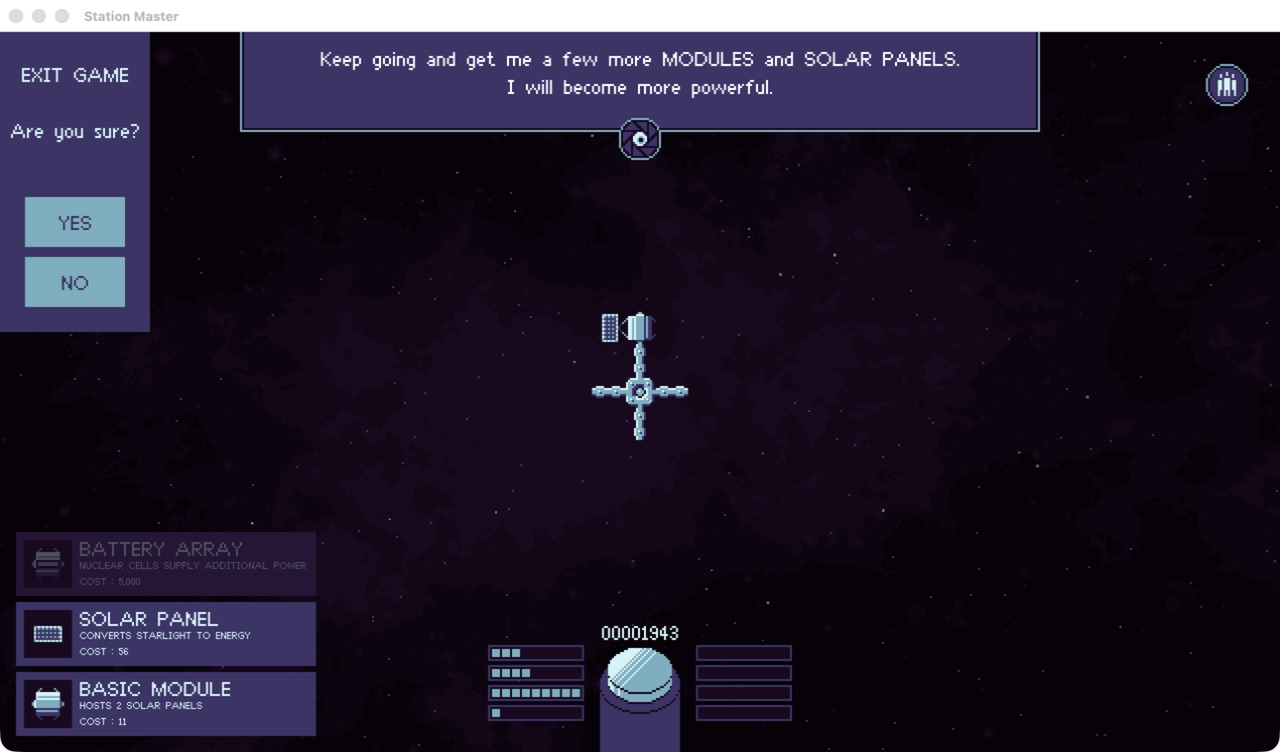 Station Master
EXIT GAME
Are you sure?
YES
NO
Keep going and get me a few more MODULES and SOLAR PANELS.
I will become more powerful.
BATTERY ARRAY
NUCLEAR CELLS SUPPLY ADDITIONAL POWER
COST : 5,000
SOLAR PANEL
CONVERTS STARLIGHT TO ENERGY
COST : 56
BASIC MODULE
HOSTS 2 SOLAR PANELS
COST : 11
00001943